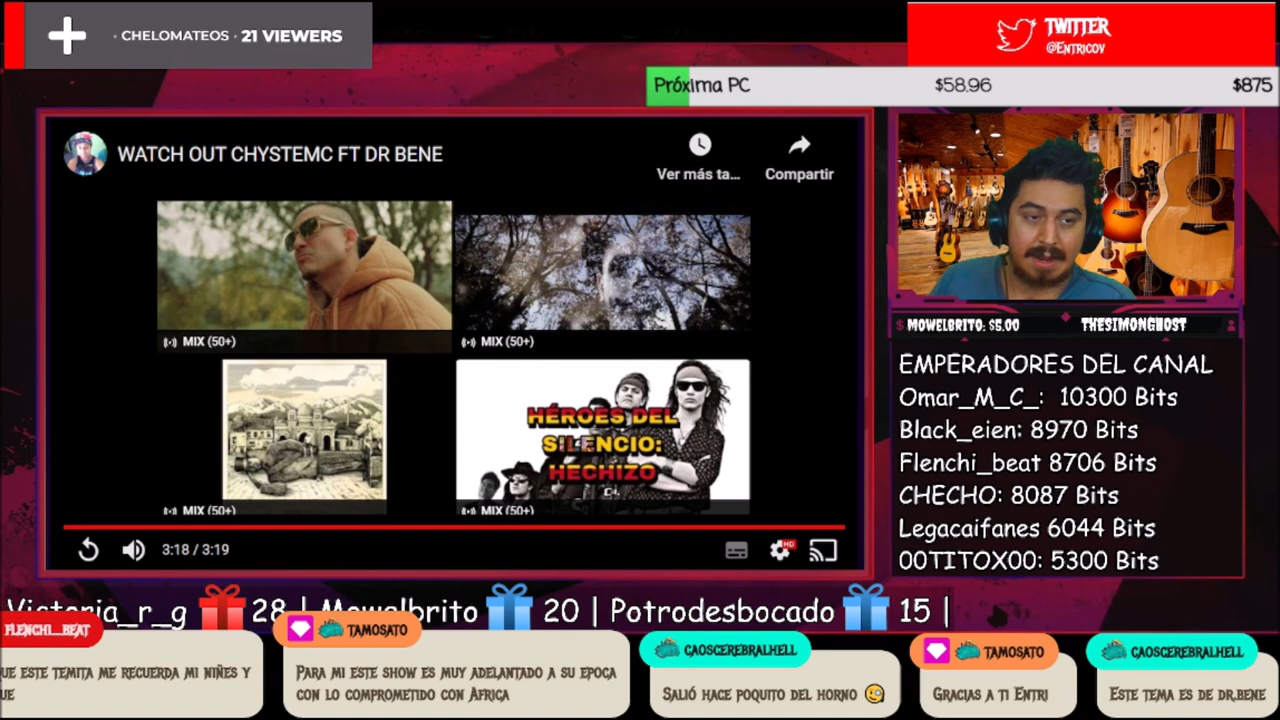 · CHELOMATEOS · 21 VIEWERS
TWITTER
@ENTRICOV
Próxima PC $58.96 $875
WATCH OUT CHYSTEMC FT DR BENE
Ver más ta...
Compartir
MIX (50+)
MIX (50+)
HÉROES DEL
SILENCIO:
HECHIZO
MIX (50+)
MIX (50+)
3:18 / 3:19
HD
$ MOWELBRITO: $5.00
THESIMONGHOST
EMPERADORES DEL CANAL
Omar_M_C_: 10300 Bits
Black_eien: 8970 Bits
Flenchi_beat 8706 Bits
CHECHO: 8087 Bits
Legacaifanes 6044 Bits
00TITOX00: 5300 Bits
Victoria_r_g 28 | Mowelbrito 20 | Potrodesbocado 15 |
FLENCHI_BEAT
UE ESTE TEMITA ME RECUERDA MI NIÑES Y
UE
TAMOSATO
PARA MI ESTE SHOW ES MUY ADELANTADO A SU EPOCA
CON LO COMPROMETIDO CON AFRICA
CAOSCEREBRALHELL
SALIÓ HACE POQUITO DEL HORNO
TAMOSATO
GRACIAS A TI ENTRI
CAOSCEREBRALHELL
ESTE TEMA ES DE DR.BENE